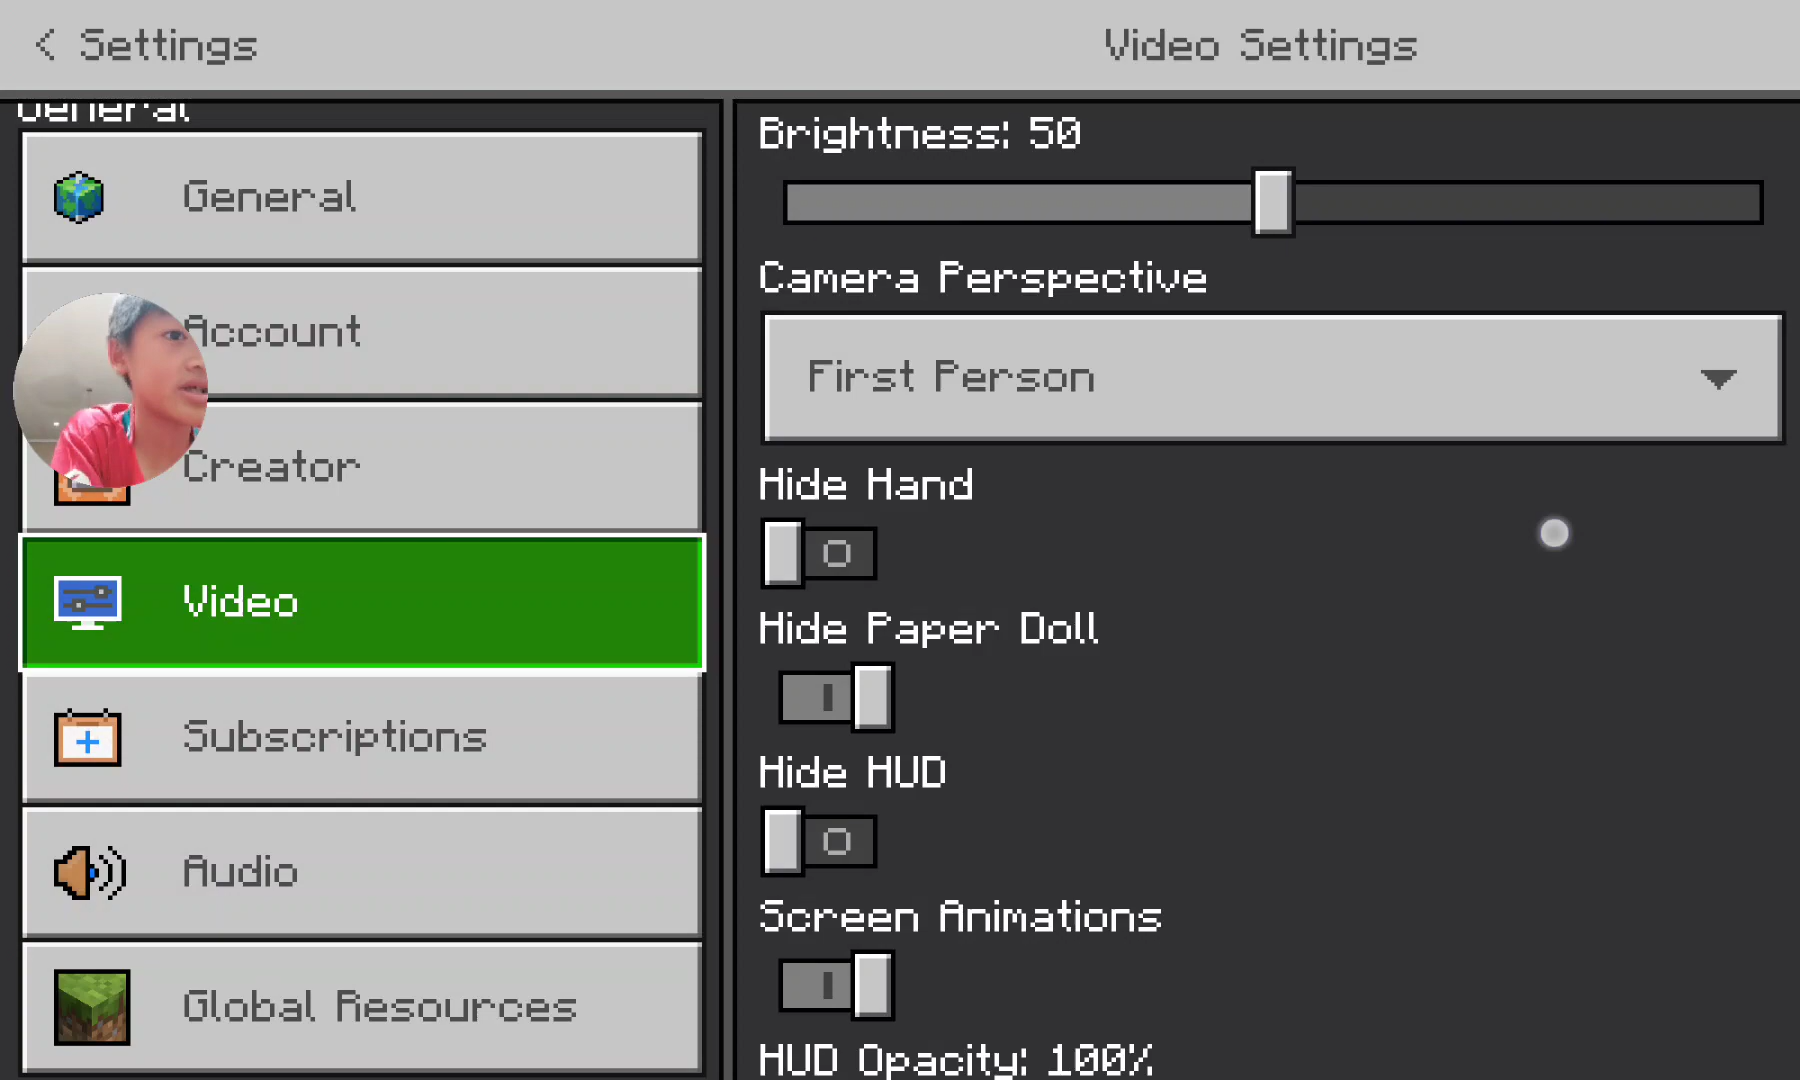 < Settings
Video Settings
General
General
Account
Creator
Video
Subscriptions
Audio
Global Resources
Brightness: 50
Camera Perspective
First Person
Hide Hand
Hide Paper Doll
Hide HUD
Screen Animations
HUD Opacity: 100%